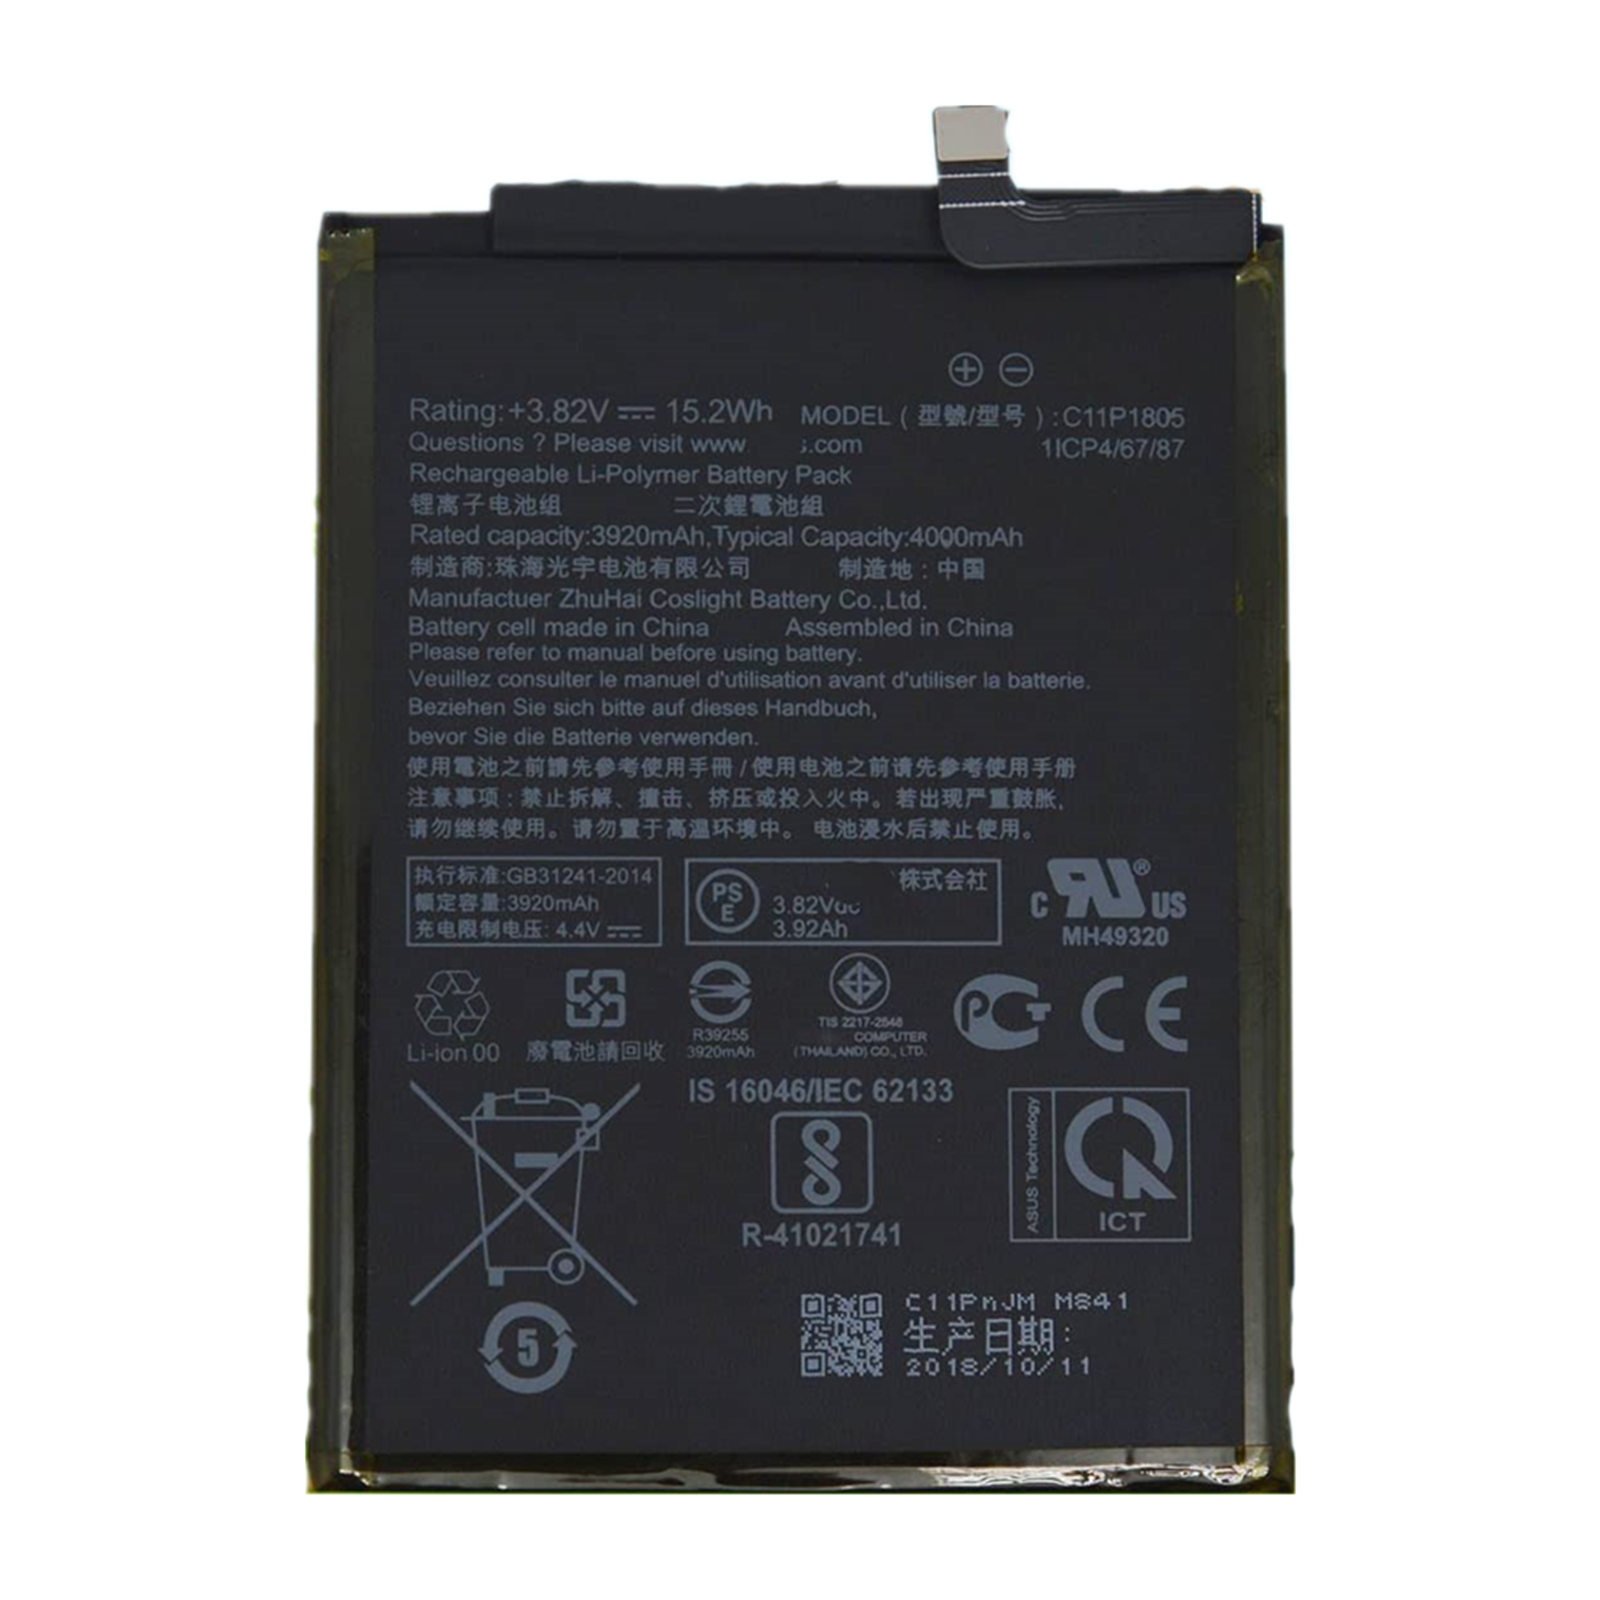 Rating:+3.82V 15.2Wh MODEL ( 型號/型号 ) :C11P1805
Questions ? Please visit www .com 1ICP4/67/87
Rechargeable Li-Polymer Battery Pack
锂离子电池组 二次鋰電池組
Rated capacity:3920mAh,Typical Capacity:4000mAh
制造商:珠海光宇电池有限公司 制造地:中国
Manufactuer ZhuHai Coslight Battery Co.,Ltd.
Battery cell made in China Assembled in China
Please refer to manual before using battery.
Veuillez consulter le manuel d'utilisation avant d'utiliser la batterie.
Beziehen Sie sich bitte auf dieses Handbuch,
bevor Sie die Batterie verwenden.
使用電池之前請先參考使用手冊/使用电池之前请先参考使用手册
注意事项:禁止拆解、撞击、挤压或投入火中。若出现严重鼓胀,
请勿继续使用。请勿置于高温环境中。 电池浸水后禁止使用。
执行标准:GB31241-2014
额定容量:3920mAh
充电限制电压: 4.4V
PS
E
株式会社
3.82Vdc
3.92Ah
C RU ® US
MH49320
Li-ion 00
廢電池請回收
R39255
3920mAh
TIS 2217-2548
COMPUTER
(THAILAND) CO., LTD.
PCT
CE
IS 16046/IEC 62133
R-41021741
ASUS Technology
ICT
5
C11PnJM M841
生产日期:
2018/10/11